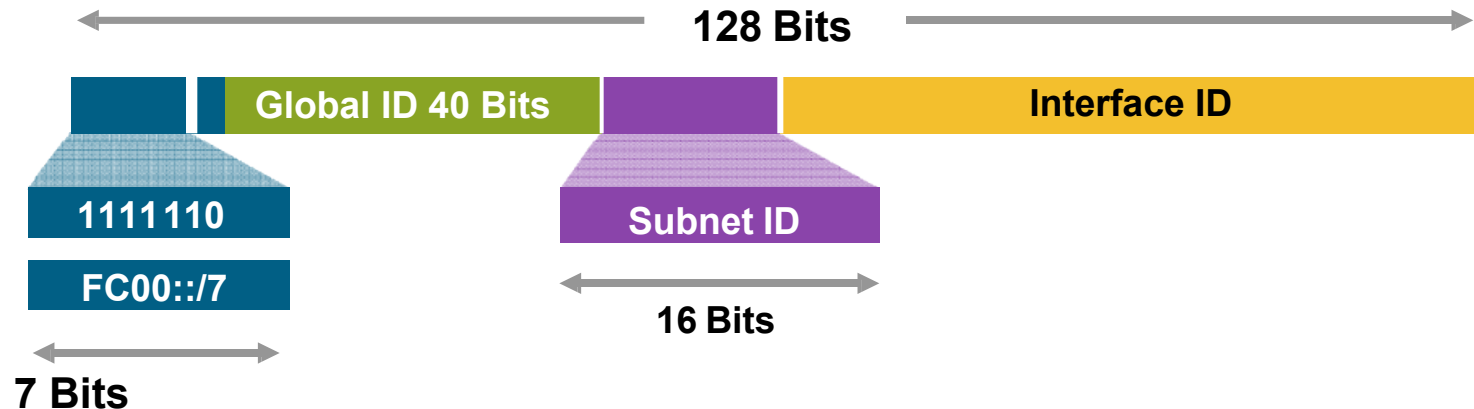 128 Bits
Global ID 40 Bits
Interface ID
1111110
Subnet ID
FC00::/7
16 Bits
7 Bits